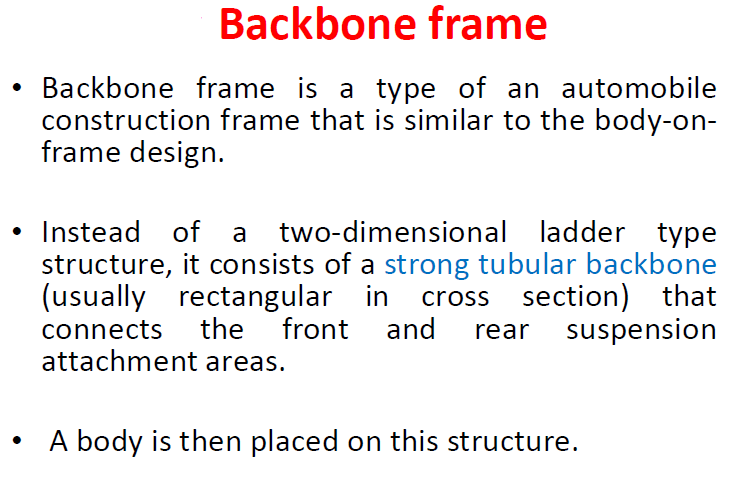 Backbone frame
• Backbone frame is a type of an automobile
construction frame that is similar to the body-on-
frame design.
• Instead of a two-dimensional ladder type
structure, it consists of a strong tubular backbone
(usually rectangular in cross section) that
connects the front and rear suspension
attachment areas.
• A body is then placed on this structure.